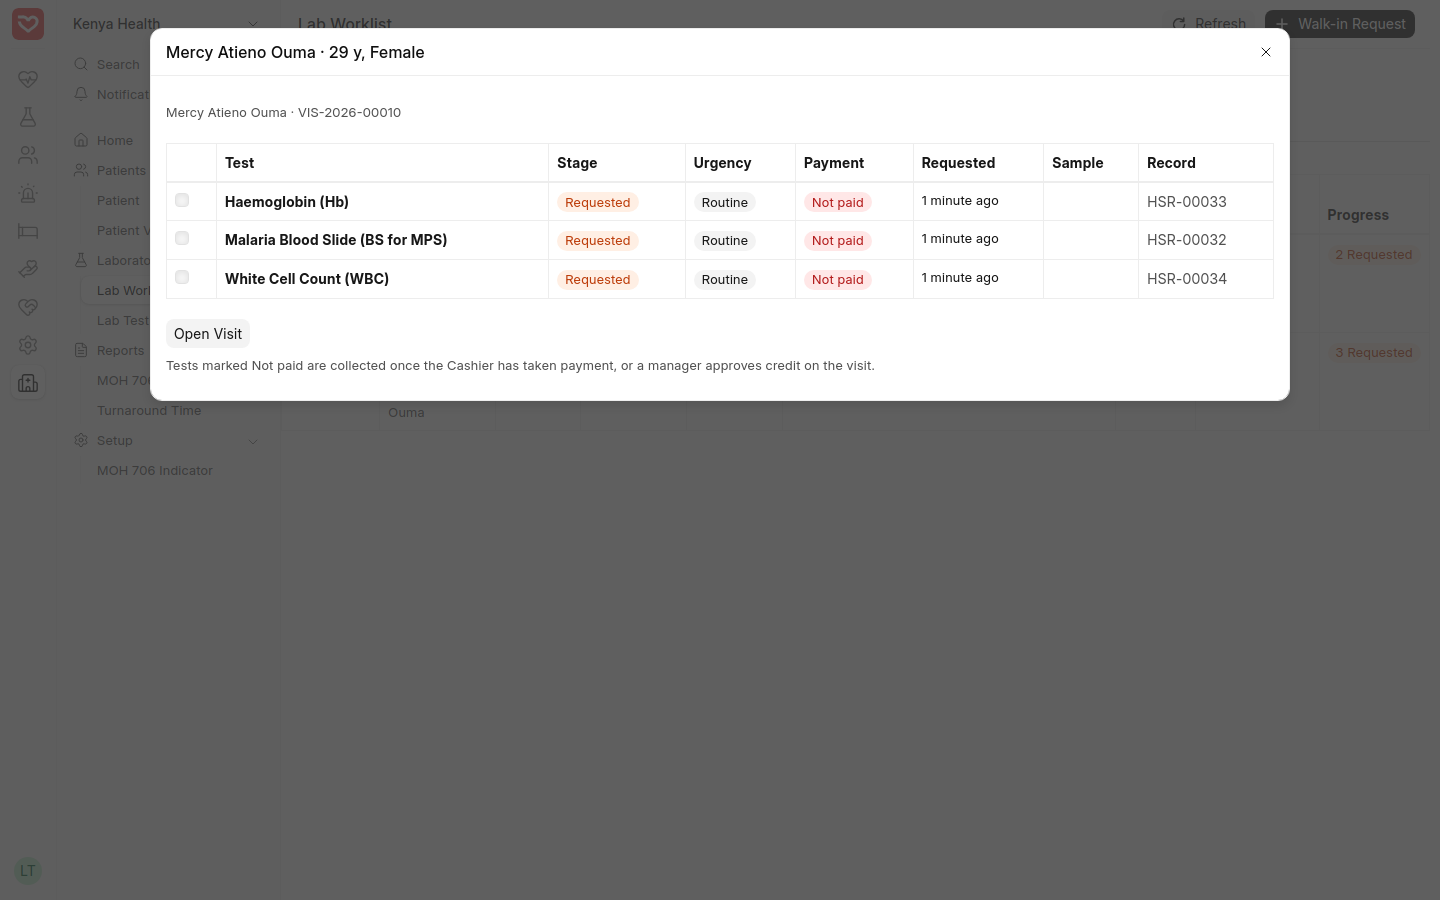 Kenya Health
Lab Worklist
Refresh
Walk-in Request
Mercy Atieno Ouma · 29 y, Female
Search
Notificat
Home
Patients
Patient
Patient V
Laborato
Lab Wor
Lab Test
Reports
MOH 706
Turnaround Time
Setup
MOH 706 Indicator
LT
Mercy Atieno Ouma · VIS-2026-00010
Test Stage Urgency Payment Requested Sample Record
Haemoglobin (Hb) Requested Routine Not paid 1 minute ago HSR-00033
Malaria Blood Slide (BS for MPS) Requested Routine Not paid 1 minute ago HSR-00032
White Cell Count (WBC) Requested Routine Not paid 1 minute ago HSR-00034
Open Visit
Tests marked Not paid are collected once the Cashier has taken payment, or a manager approves credit on the visit.
Progress
2 Requested
3 Requested
Ouma